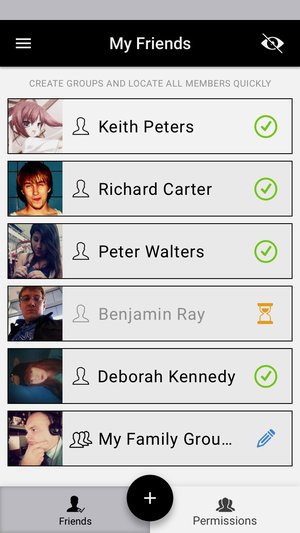 My Friends
CREATE GROUPS AND LOCATE ALL MEMBERS QUICKLY
Keith Peters
Richard Carter
Peter Walters
Benjamin Ray
Deborah Kennedy
My Family Grou...
Friends
Permissions